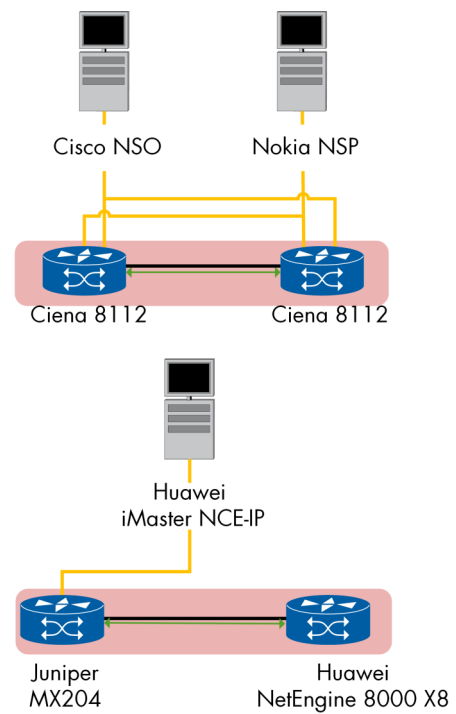 Cisco NSO
Nokia NSP
Ciena 8112
Ciena 8112
Huawei
iMaster NCE-IP
Juniper
MX204
Huawei
NetEngine 8000 X8